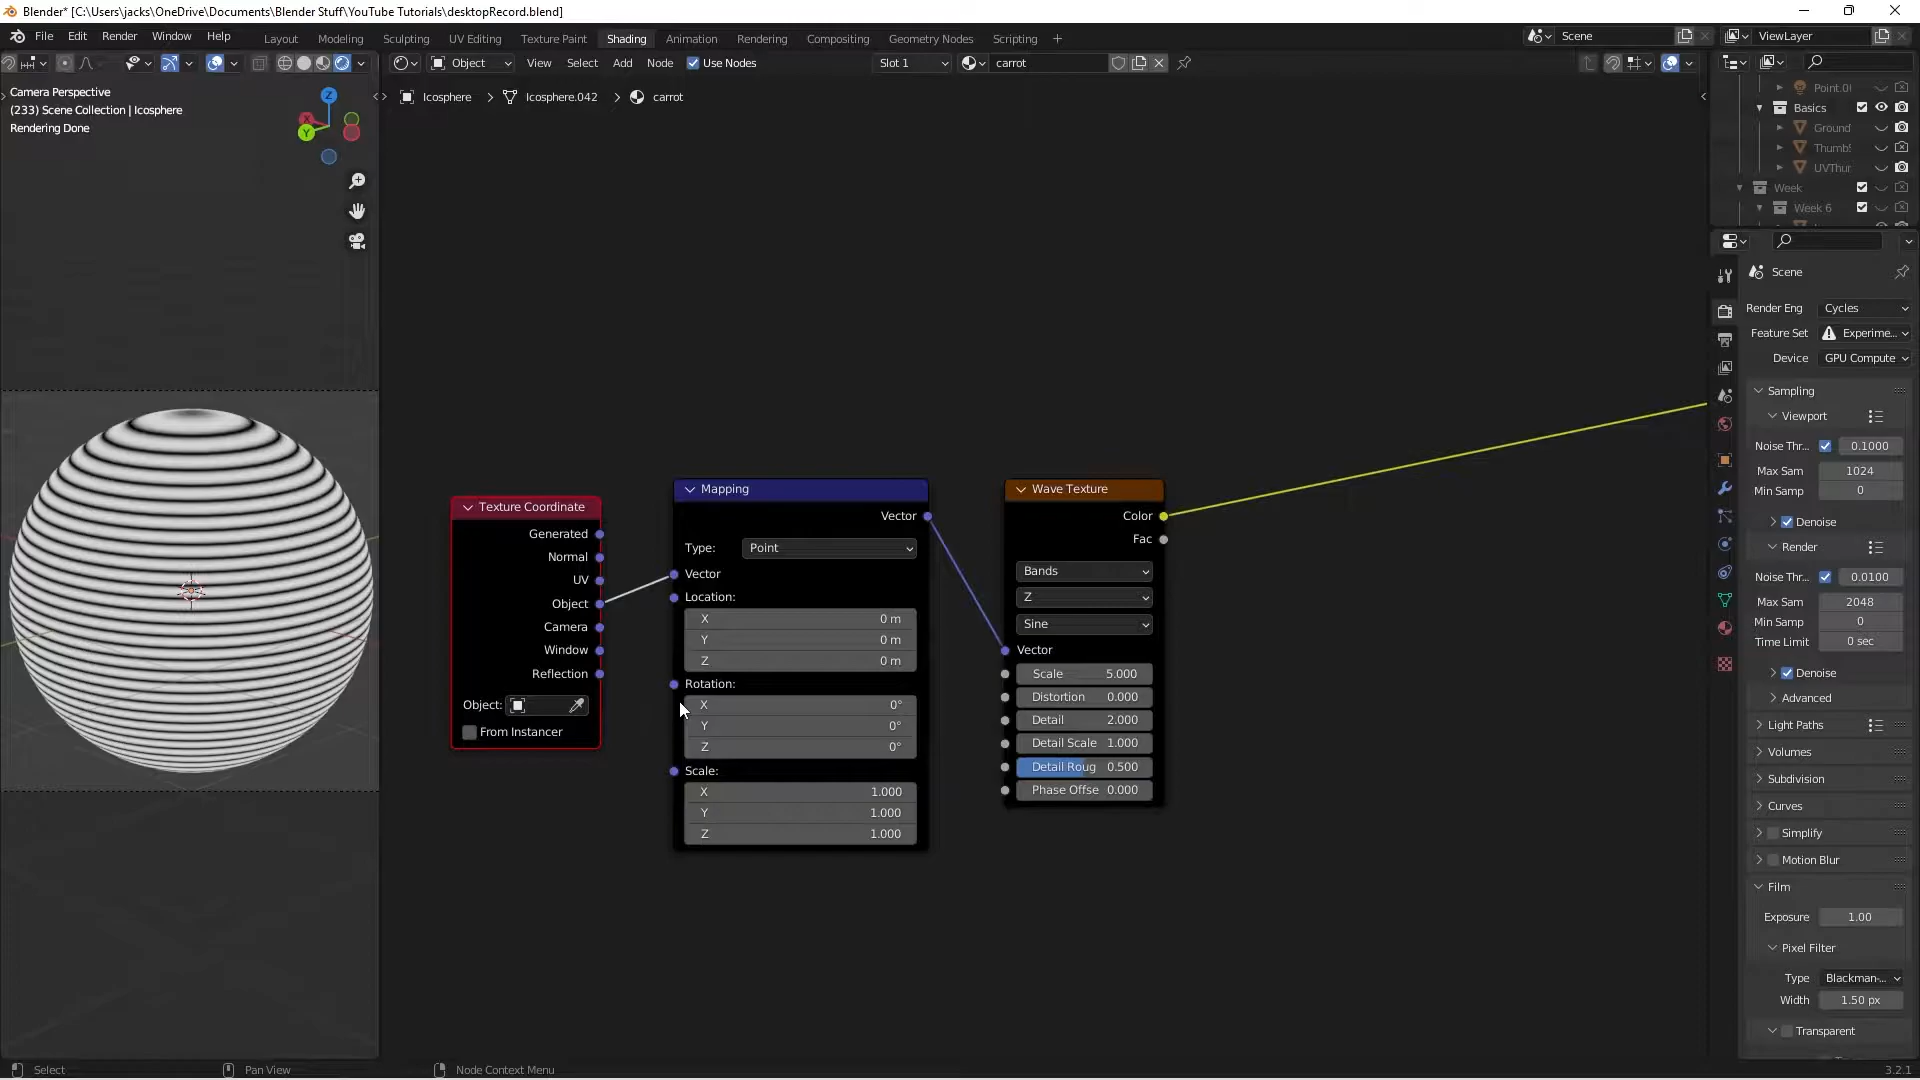 Blender* [C:\Users\jacks\OneDrive\Documents\Blender Stuff\YouTube Tutorials\desktopRecord.blend]
File Edit Render Window Help Layout Modeling Sculpting UV Editing Texture Paint Shading Animation Rendering Compositing Geometry Nodes Scripting + Scene ViewLayer
Object View Select Add Node Use Nodes Slot 1 carrot
Camera Perspective
(233) Scene Collection | Icosphere
Rendering Done
Z
Y
Icosphere > Icosphere.042 > carrot
Basics
Ground
UVThur
Week
Week 6
Texture Coordinate
Generated
Normal
UV
Object
Camera
Window
Reflection
Object:
From Instancer
Mapping
Vector
Type: Point
Vector
Location:
X 0 m
Y 0 m
Z 0 m
Rotation:
X 0°
Y 0°
Z 0°
Scale:
X 1.000
Y 1.000
Z 1.000
Wave Texture
Color
Fac
Bands
Z
Sine
Vector
Scale 5.000
Distortion 0.000
Detail 2.000
Detail Scale 1.000
Detail Roug 0.500
Phase Offse 0.000
Scene
Render Eng Cycles
Feature Set Experime...
Device GPU Compute
Sampling
Viewport
Noise Thr.. 0.1000
Max Sam 1024
Min Samp 0
Denoise
Render
Noise Thr.. 0.0100
Max Sam 2048
Min Samp 0
Time Limit 0 sec
Denoise
Advanced
Light Paths
Volumes
Subdivision
Curves
Simplify
Motion Blur
Film
Exposure 1.00
Pixel Filter
Type Blackman-...
Width 1.50 px
Transparent
Select Pan View Node Context Menu 3.2.1